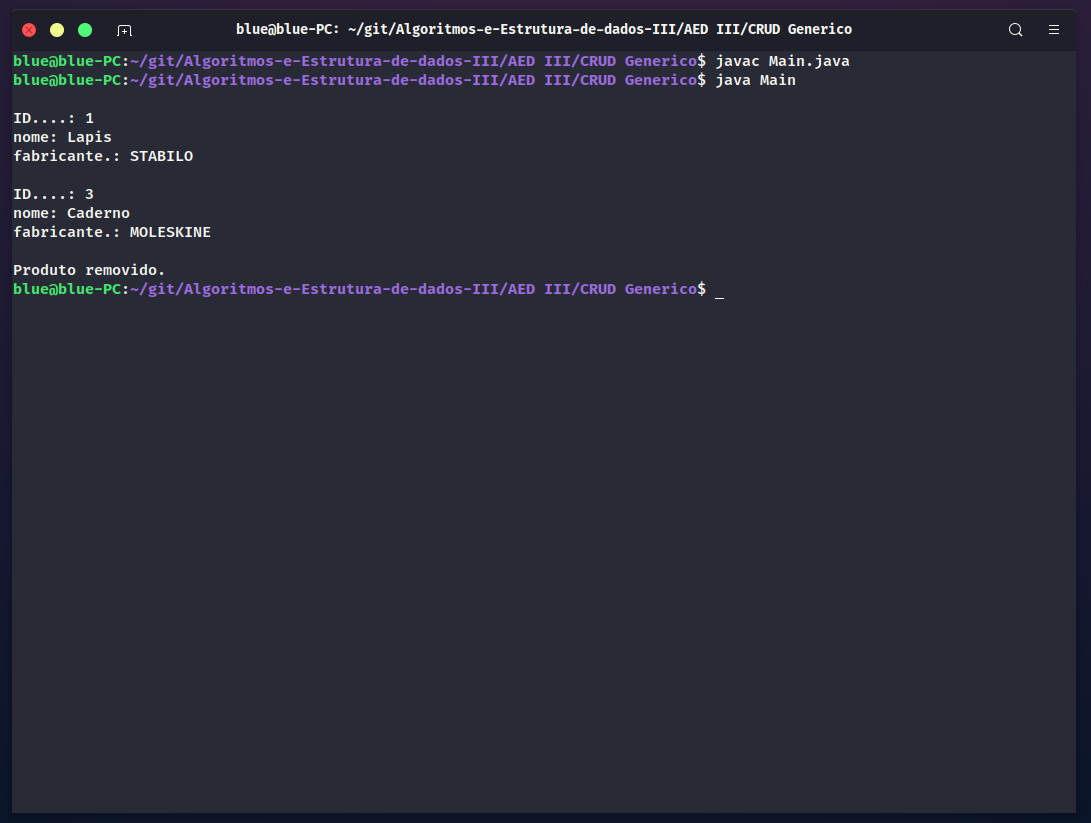 blue@blue-PC: ~/git/Algoritmos-e-Estrutura-de-dados-III/AED III/CRUD Generico
blue@blue-PC:~/git/Algoritmos-e-Estrutura-de-dados-III/AED III/CRUD Generico$ javac Main.java
blue@blue-PC:~/git/Algoritmos-e-Estrutura-de-dados-III/AED III/CRUD Generico$ java Main
ID....: 1
nome: Lapis
fabricante.: STABILO
ID....: 3
nome: Caderno
fabricante.: MOLESKINE
Produto removido.
blue@blue-PC:~/git/Algoritmos-e-Estrutura-de-dados-III/AED III/CRUD Generico$ _